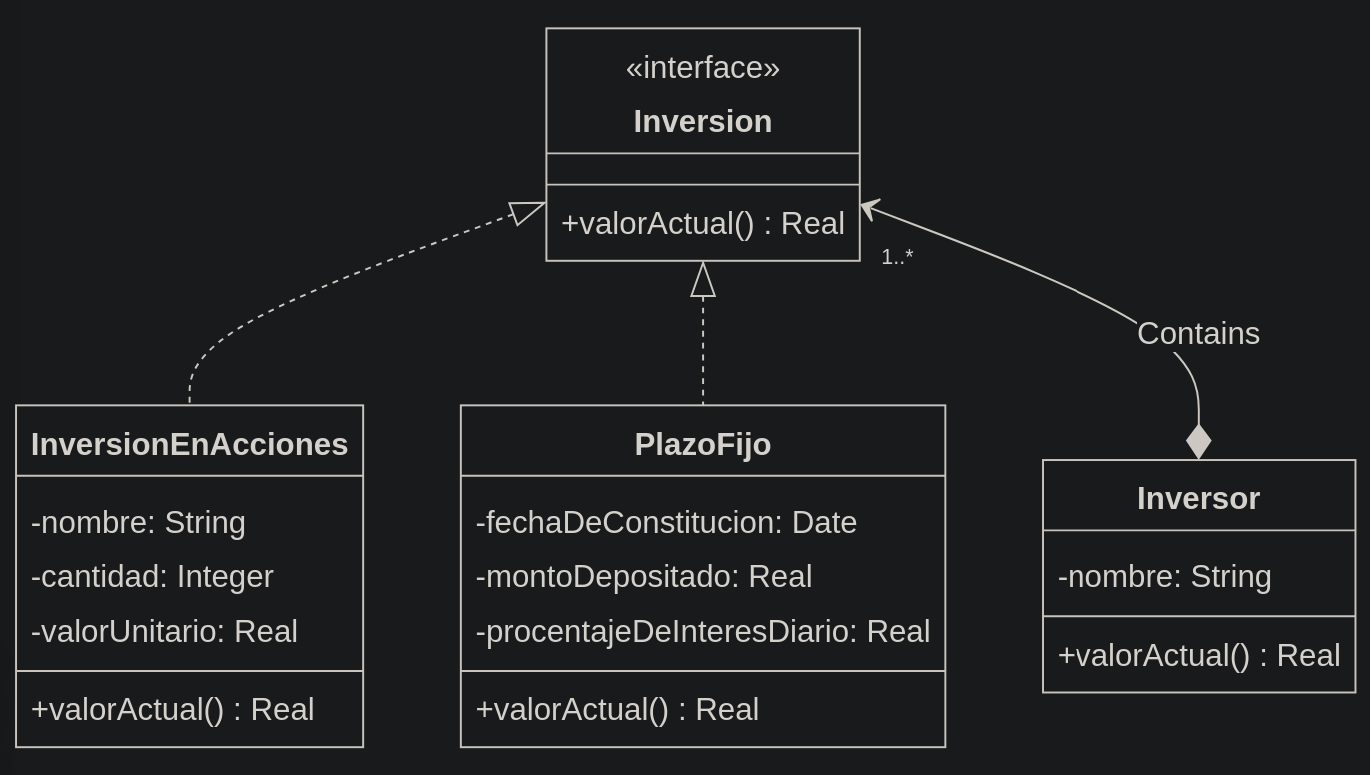 «interface»
Inversion
+valorActual() : Real
1..*
Contains
InversionEnAcciones
-nombre: String
-cantidad: Integer
-valorUnitario: Real
+valorActual() : Real
PlazoFijo
-fechaDeConstitucion: Date
-montoDepositado: Real
-procentajeDeInteresDiario: Real
+valorActual() : Real
Inversor
-nombre: String
+valorActual() : Real